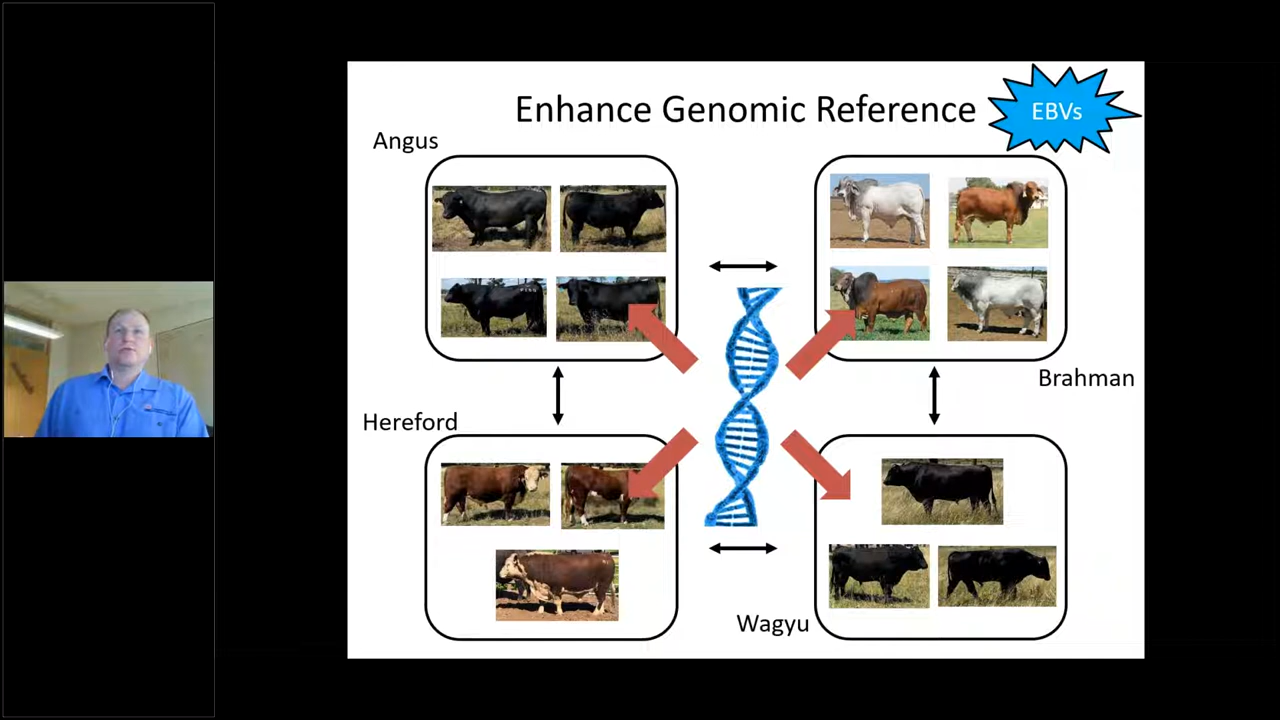 Enhance Genomic Reference
EBVs
Angus
Brahman
Hereford
Wagyu